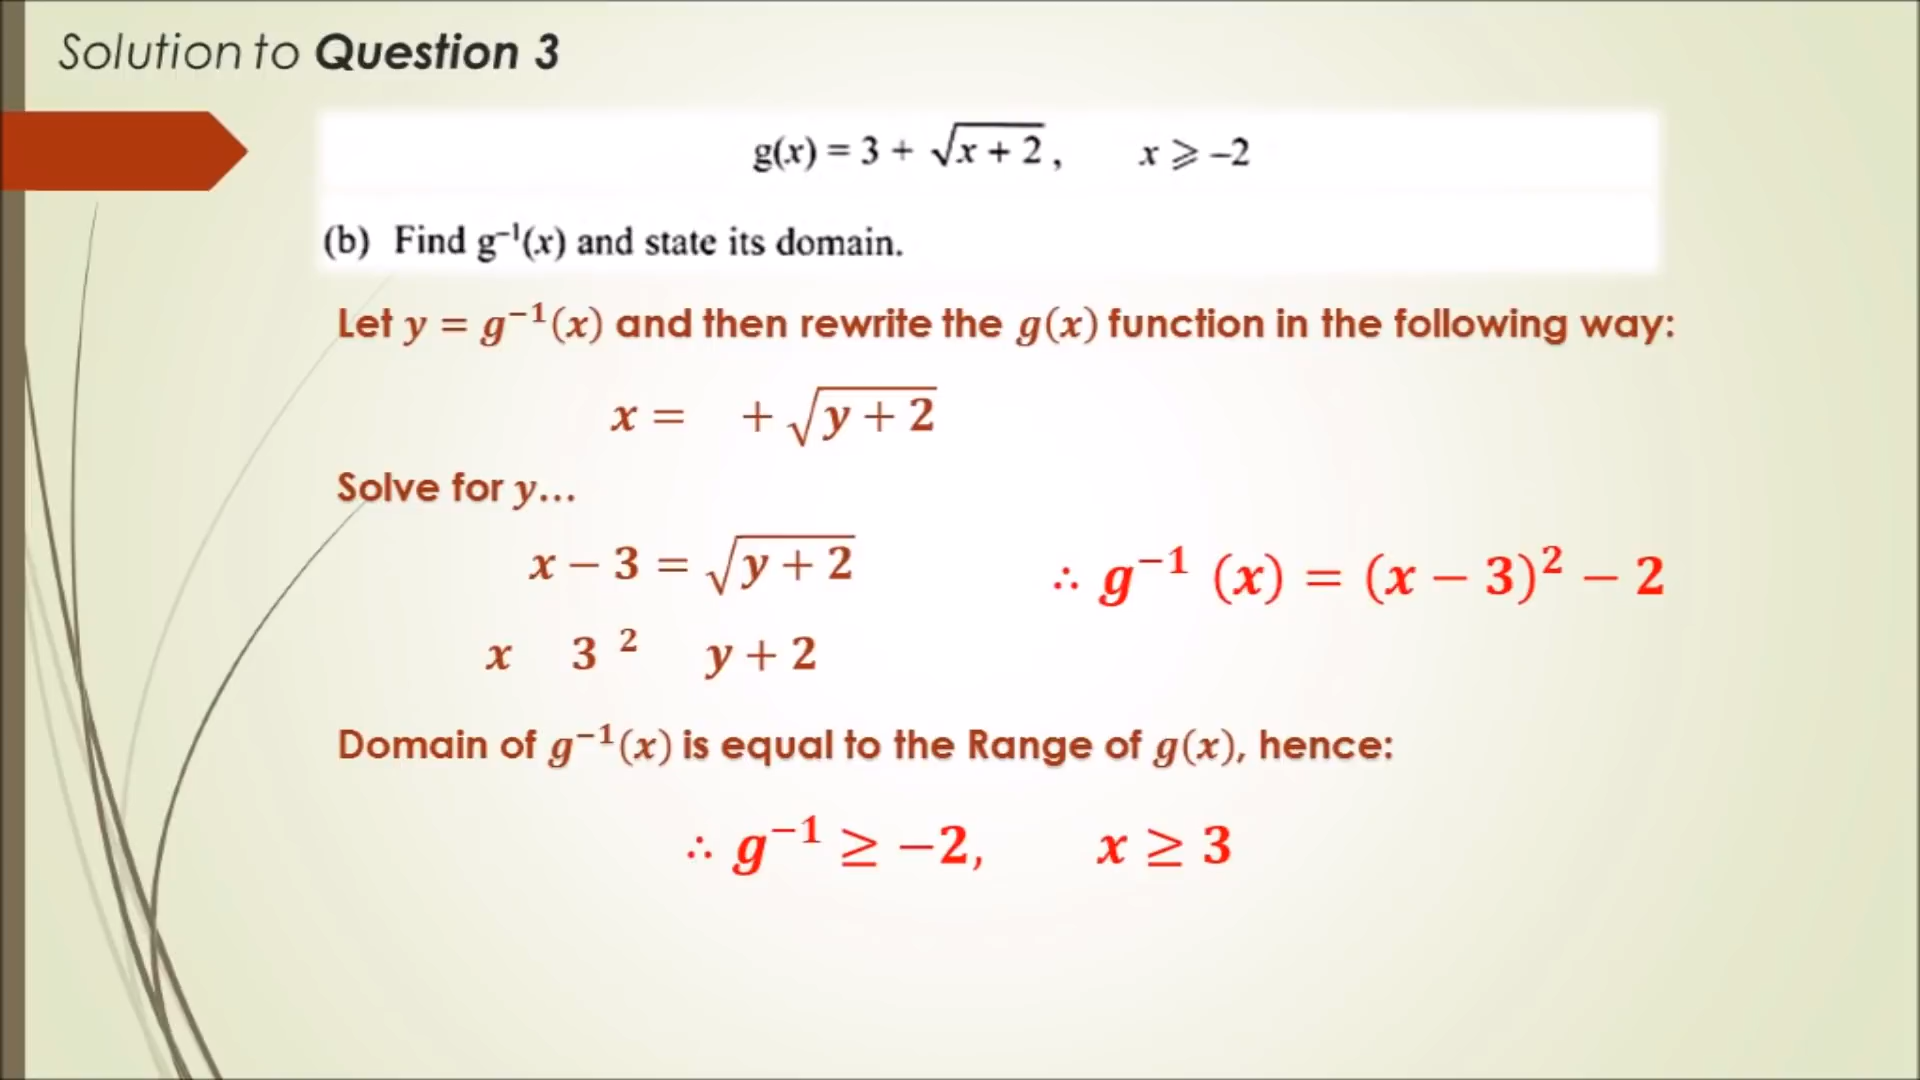 Solution to Question 3
g(x) = 3 + √(x + 2) ,   x ⩾ −2
(b) Find g⁻¹(x) and state its domain.
Let y = g⁻¹(x) and then rewrite the g(x) function in the following way:
x =   + √(y + 2)
Solve for y...
x − 3 = √(y + 2)
∴ g⁻¹ (x) = (x − 3)² − 2
x   3 ²   y + 2
Domain of g⁻¹(x) is equal to the Range of g(x), hence:
∴ g⁻¹ ≥ −2,   x ≥ 3